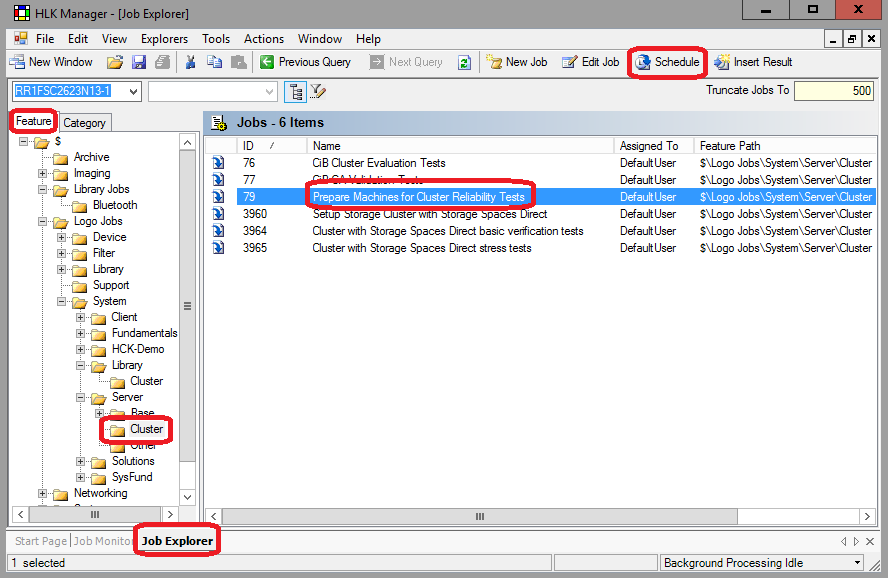 HLK Manager - [Job Explorer]
File Edit View Explorers Tools Actions Window Help
New Window Previous Query Next Query New Job Edit Job Schedule Insert Result
RR1FSC2623N13-1 Truncate Jobs To 500
Feature Category
$
Archive
Imaging
Library Jobs
Bluetooth
Logo Jobs
Device
Filter
Library
Support
System
Client
Fundamentals
HCK-Demo
Library
Cluster
Server
Base
Cluster
Other
Solutions
SysFund
Networking
Jobs - 6 Items
ID / Name Assigned To Feature Path
76 CiB Cluster Evaluation Tests DefaultUser $\Logo Jobs\System\Server\Cluster
77 CiB CA Validation Tests DefaultUser $\Logo Jobs\System\Server\Cluster
79 Prepare Machines for Cluster Reliability Tests DefaultUser $\Logo Jobs\System\Server\Cluster
3960 Setup Storage Cluster with Storage Spaces Direct DefaultUser $\Logo Jobs\System\Server\Cluster
3964 Cluster with Storage Spaces Direct basic verification tests DefaultUser $\Logo Jobs\System\Server\Cluster
3965 Cluster with Storage Spaces Direct stress tests DefaultUser $\Logo Jobs\System\Server\Cluster
Start Page Job Monitor Job Explorer
1 selected Background Processing Idle